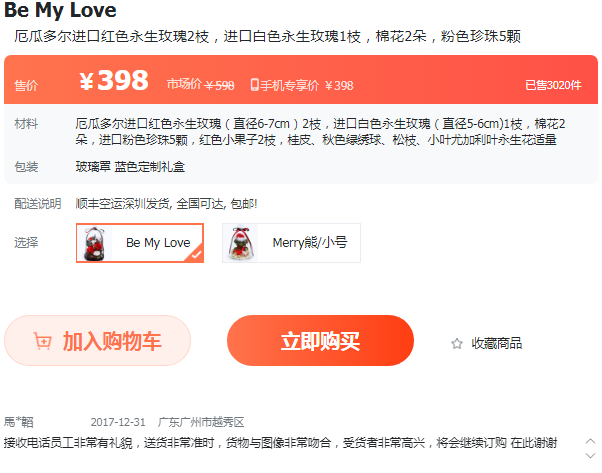 Be My Love
厄瓜多尔进口红色永生玫瑰2枝，进口白色永生玫瑰1枝，棉花2朵，粉色珍珠5颗
售价 ¥398 市场价 ¥598 手机专享价 ¥398 已售3020件
材料 厄瓜多尔进口红色永生玫瑰（直径6-7cm）2枝，进口白色永生玫瑰（直径5-6cm)1枝，棉花2
朵，进口粉色珍珠5颗，红色小果子2枝，桂皮、秋色绿绣球、松枝、小叶尤加利叶永生花适量
包装 玻璃罩 蓝色定制礼盒
配送说明 顺丰空运深圳发货, 全国可达, 包邮!
选择 Be My Love Merry熊/小号
加入购物车 立即购买 收藏商品
馬*韜 2017-12-31 广东广州市越秀区
接收电话员工非常有礼貌，送货非常准时，货物与图像非常吻合，受货者非常高兴，将会继续订购 在此谢谢